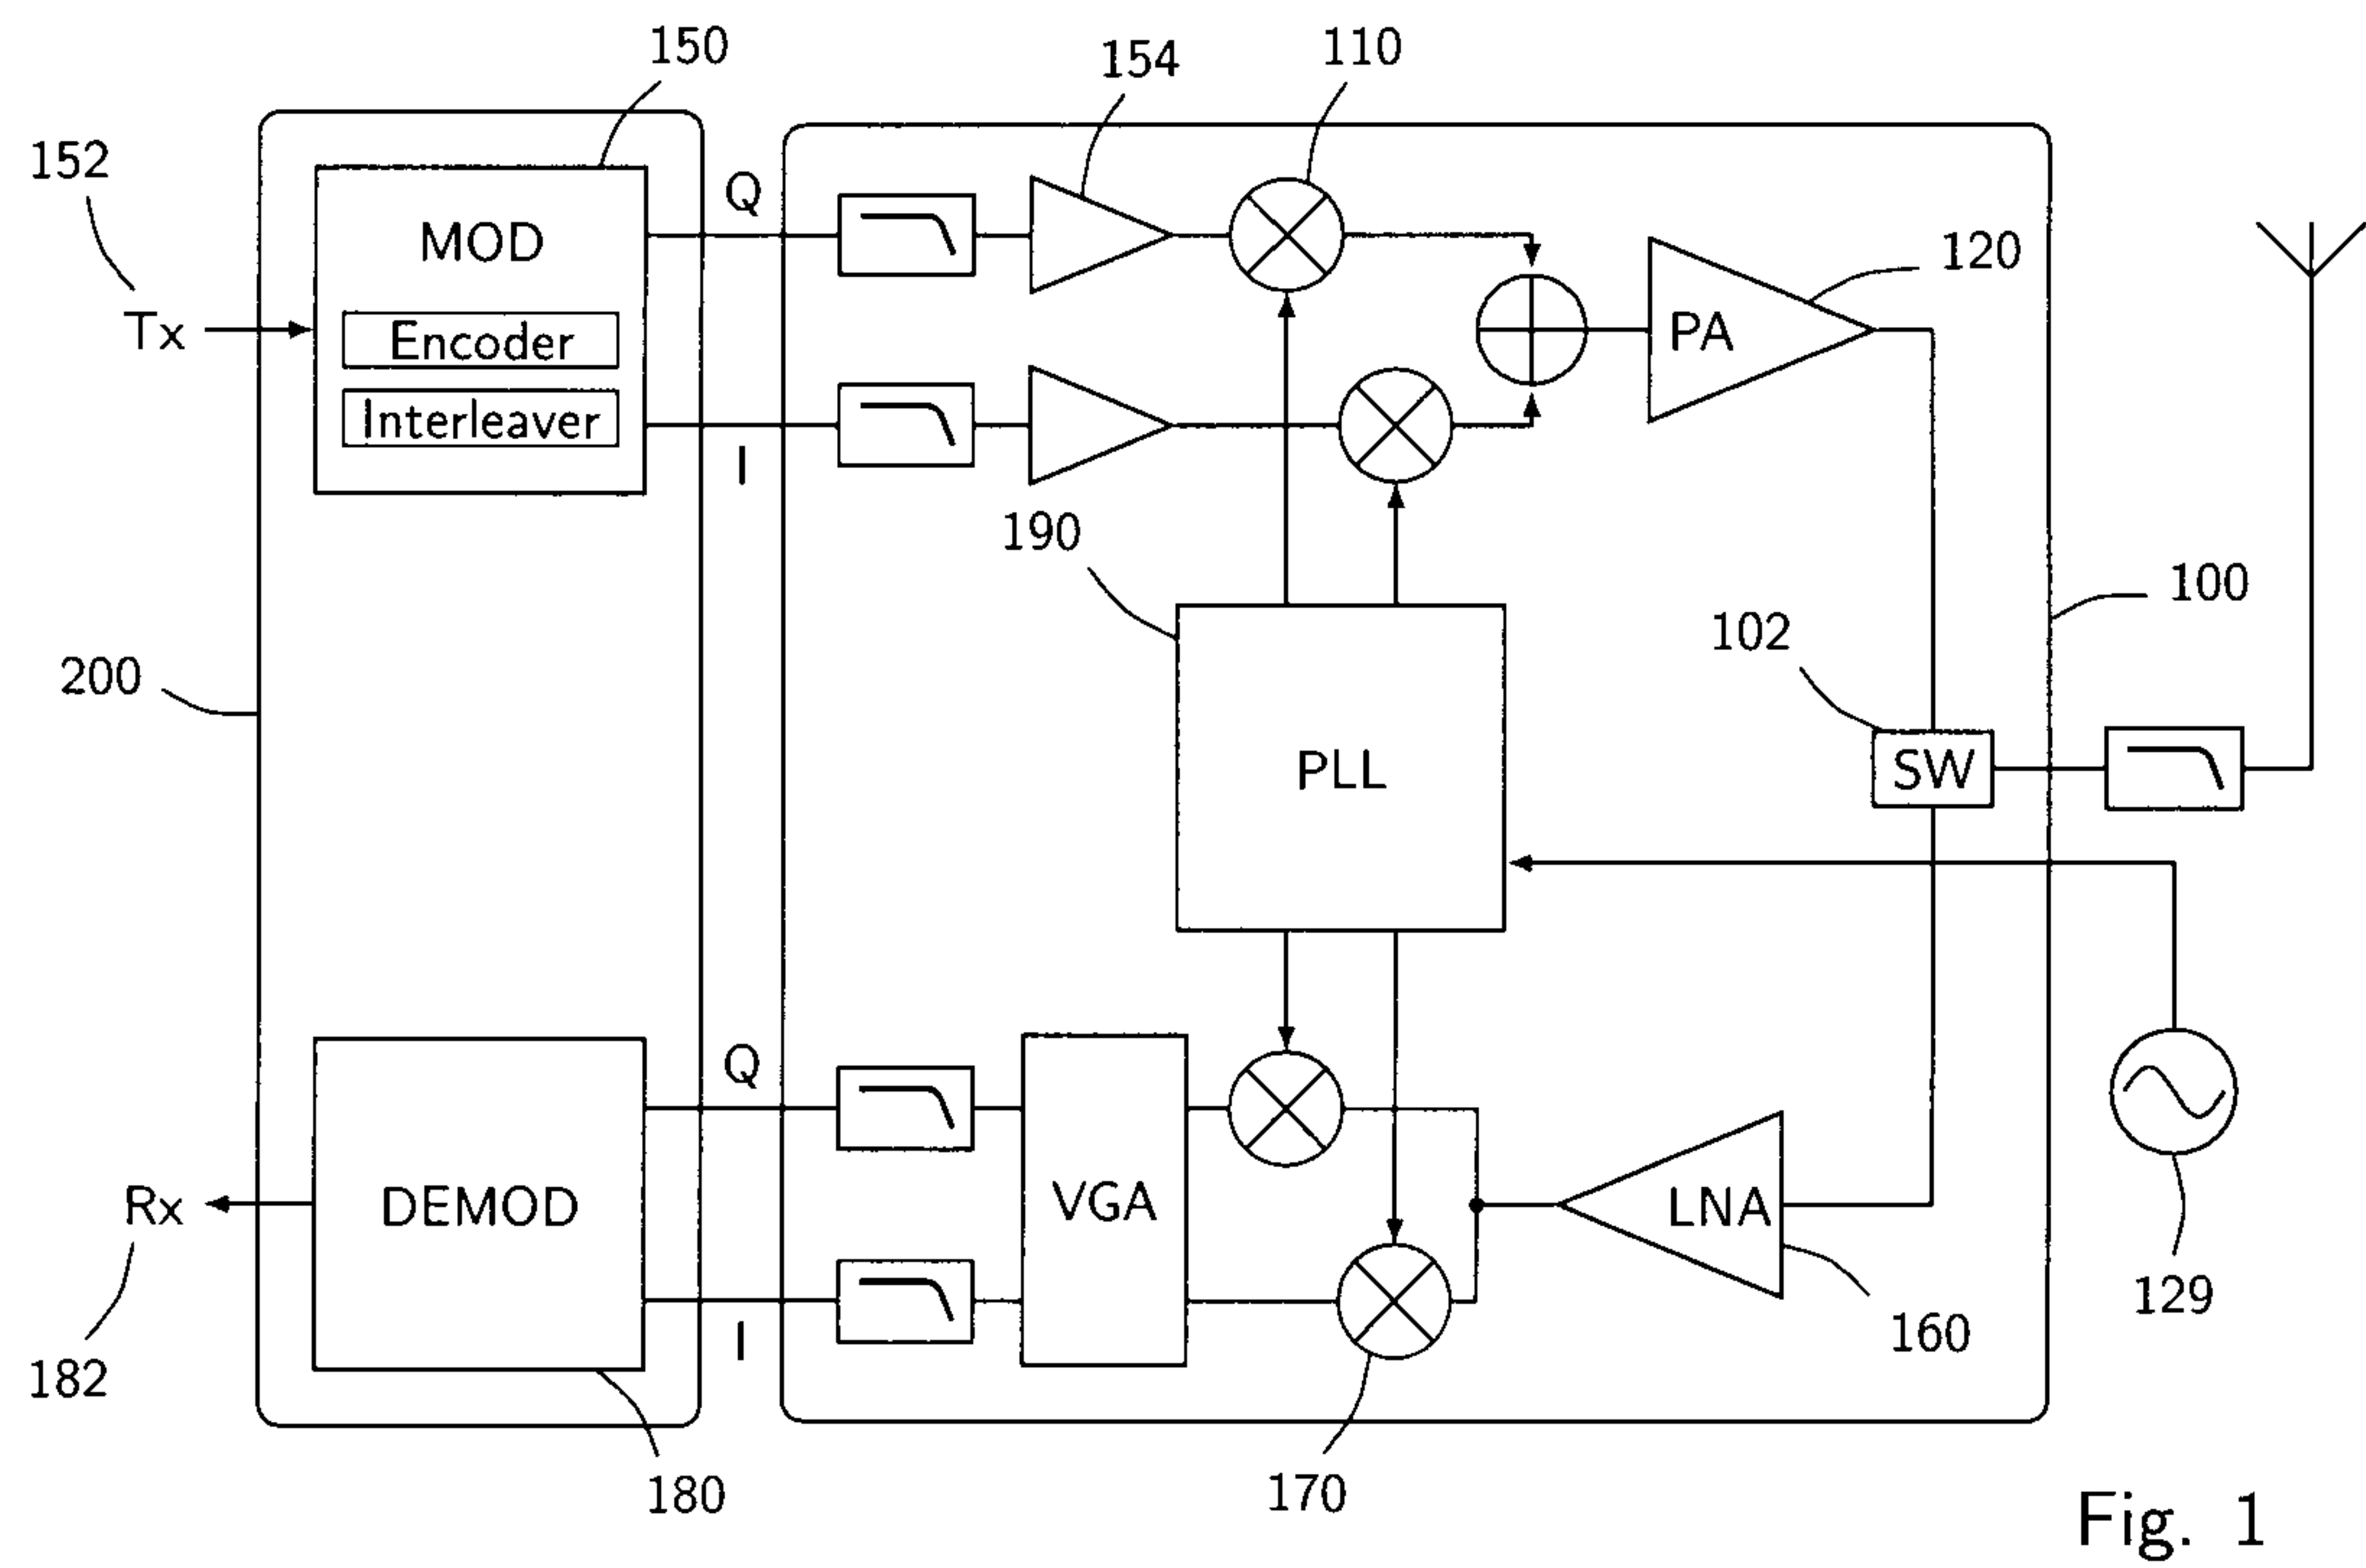 150
154
110
152
Q
MOD
120
Tx
Encoder
PA
Interleaver
I
190
100
102
200
PLL
SW
Q
Rx
DEMOD
VGA
LNA
129
160
I
182
180
170
Fig. 1